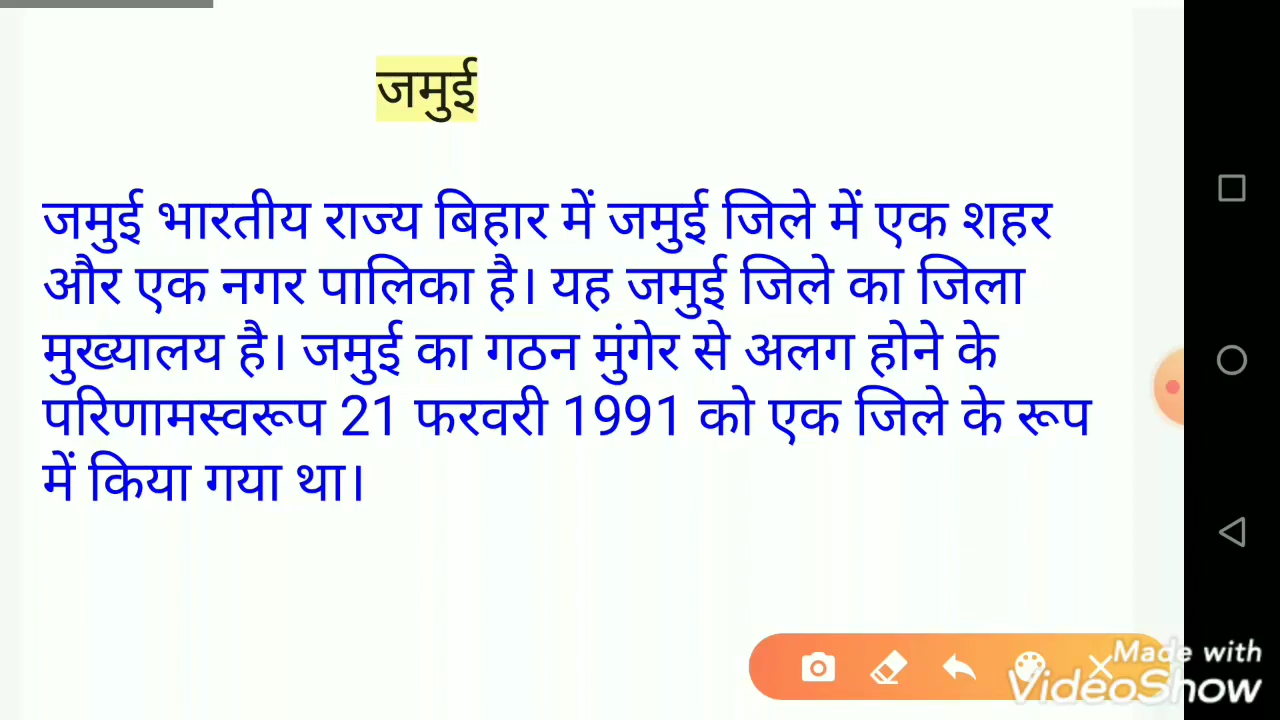 जमुई
जमुई भारतीय राज्य बिहार में जमुई जिले में एक शहर
और एक नगर पालिका है। यह जमुई जिले का जिला
मुख्यालय है। जमुई का गठन मुंगेर से अलग होने के
परिणामस्वरूप 21 फरवरी 1991 को एक जिले के रूप
में किया गया था।
Made with
VideoShow